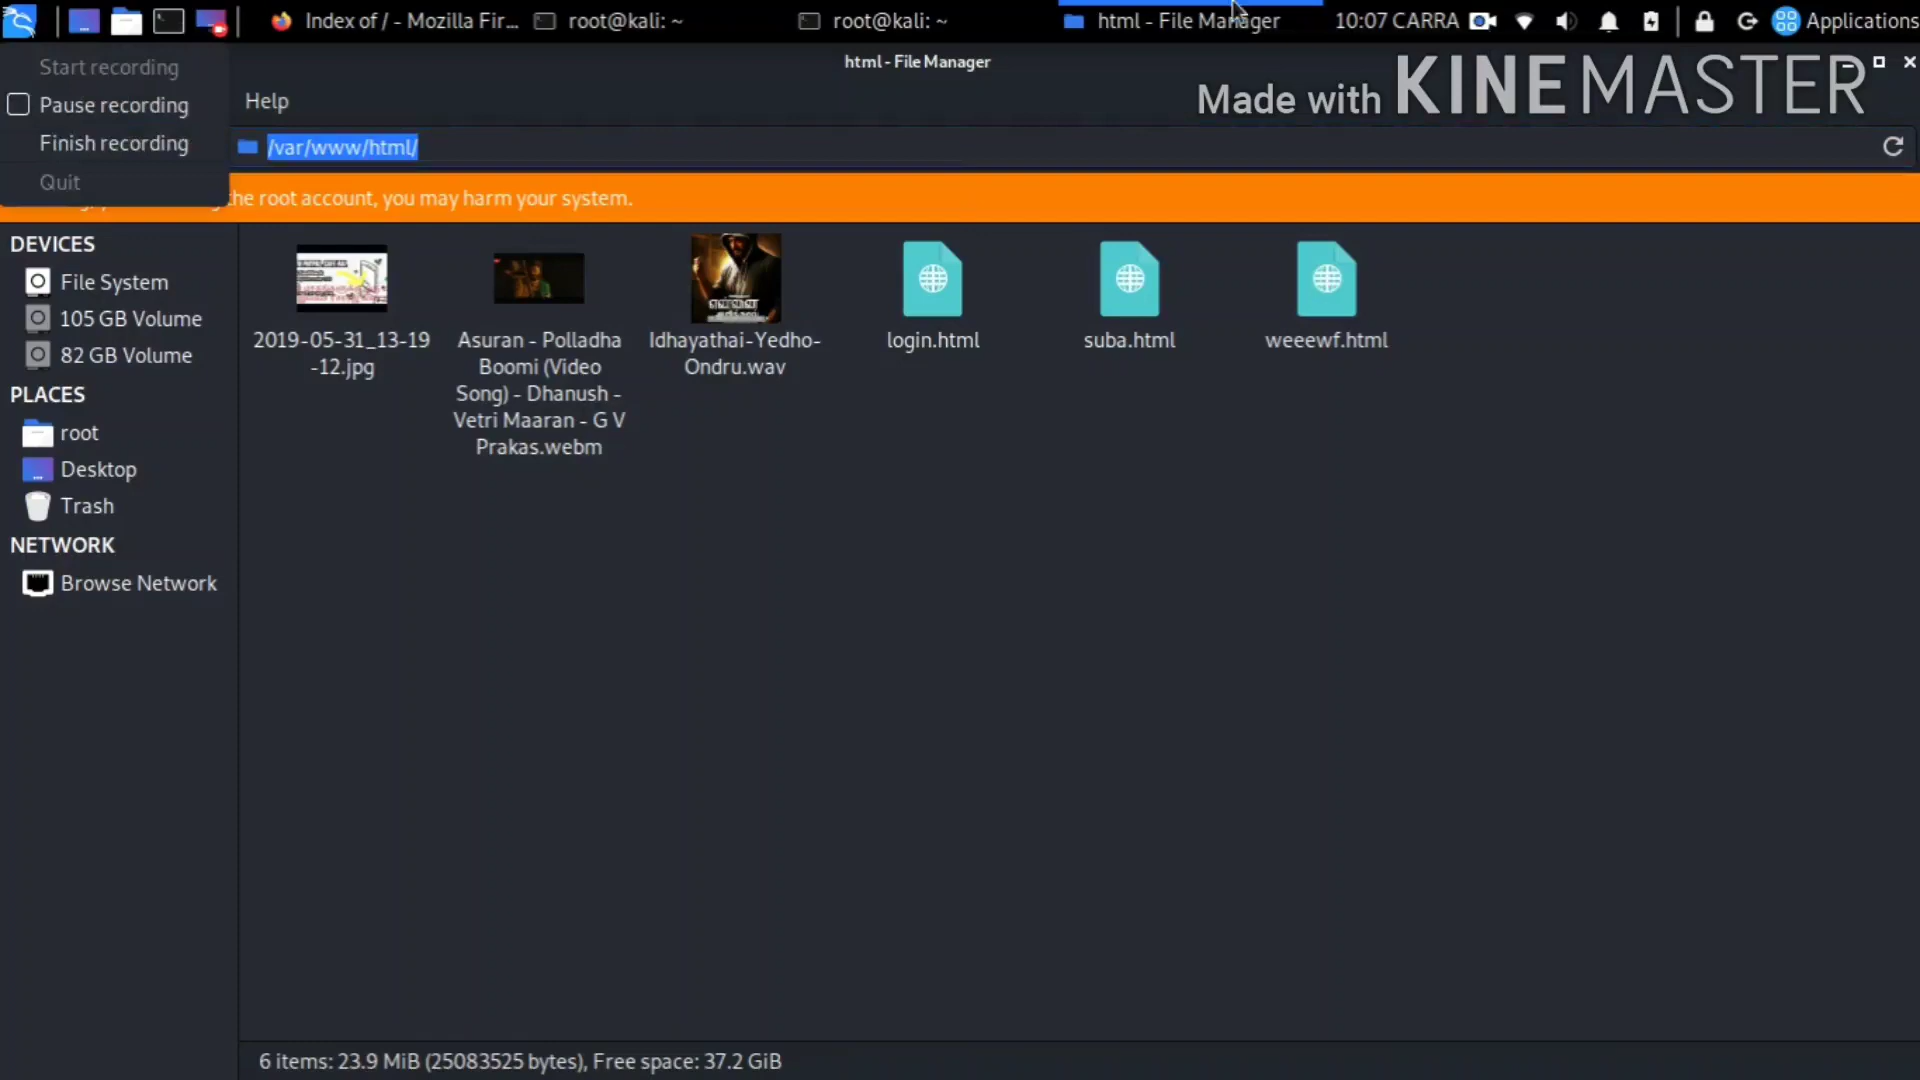 Index of / - Mozilla Fir...
root@kali: ~
root@kali: ~
html - File Manager
10:07 CARRA
Applications
html - File Manager
Made with KINEMASTER
Start recording
Pause recording
Finish recording
Quit
Help
/var/www/html/
the root account, you may harm your system.
DEVICES
File System
105 GB Volume
82 GB Volume
PLACES
root
Desktop
Trash
NETWORK
Browse Network
2019-05-31_13-19
-12.jpg
Asuran - Polladha
Boomi (Video
Song) - Dhanush -
Vetri Maaran - G V
Prakas.webm
Idhayathai-Yedho-
Ondru.wav
login.html
suba.html
weeewf.html
6 items: 23.9 MiB (25083525 bytes), Free space: 37.2 GiB